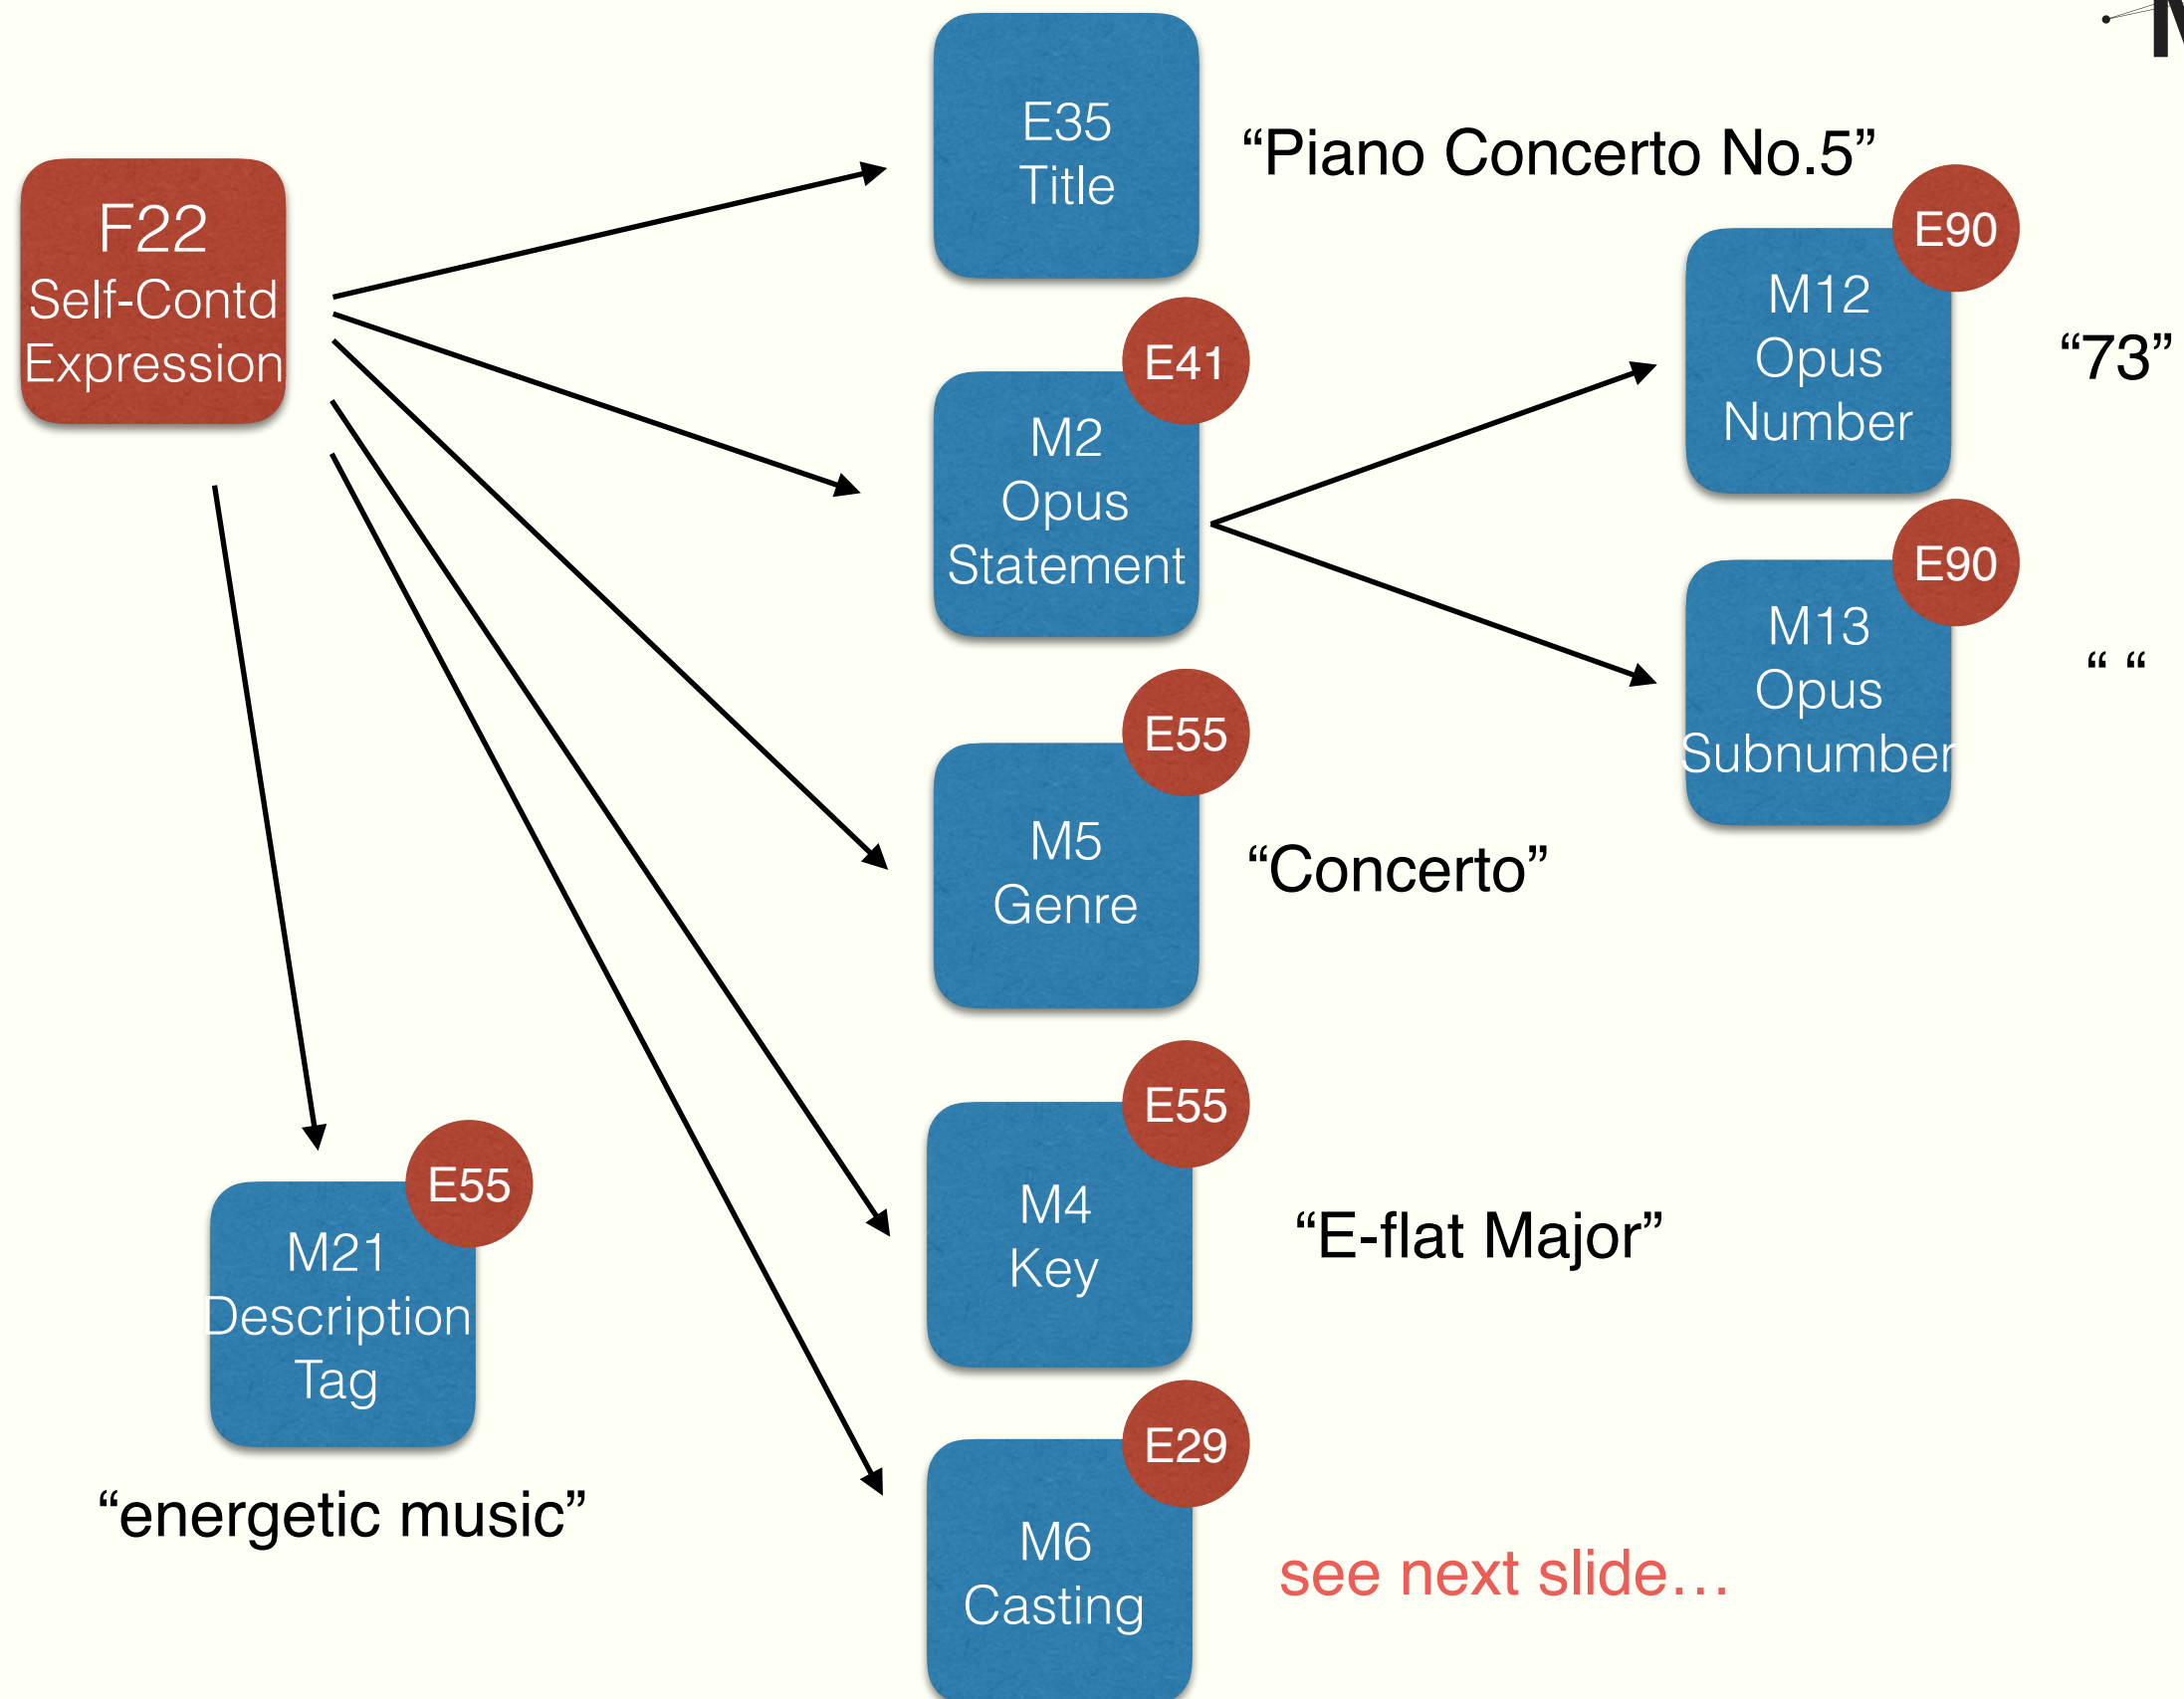 F22
Self-Contd
Expression
E35
Title
“Piano Concerto No.5”
E41
M2
Opus
Statement
E90
M12
Opus
Number
“73”
E90
M13
Opus
Subnumber
“ “
E55
M5
Genre
“Concerto”
E55
M4
Key
“E-flat Major”
E55
M21
Description
Tag
“energetic music”
E29
M6
Casting
see next slide…